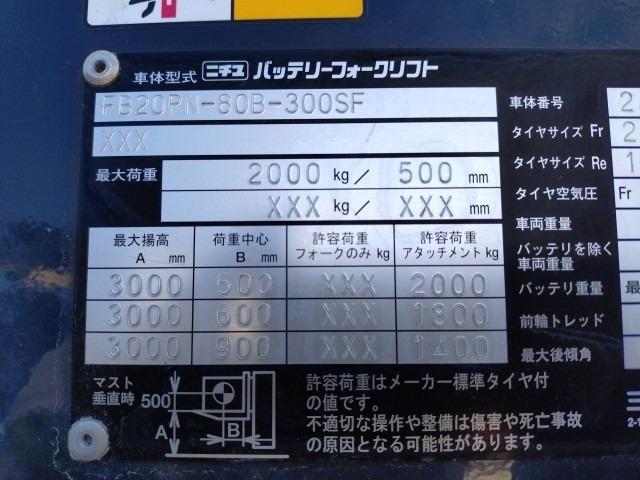 車体型式 ニチユ バッテリーフォークリフト
FB20PN-80B-300SF
XXX
最大荷重 2000 kg/ 500 mm
XXX kg/ XXX mm
最大揚高 A mm 荷重中心 B mm 許容荷重 フォークのみ kg 許容荷重 アタッチメント kg
3000 500 XXX 2000
3000 600 XXX 1800
3000 900 XXX 1400
マスト垂直時 500 A B
許容荷重はメーカー標準タイヤ付
の値です。
不適切な操作や整備は傷害や死亡事故
の原因となる可能性があります。
車体番号 2
タイヤサイズ Fr 2
タイヤサイズ Re 1
タイヤ空気圧 Fr
車両重量
バッテリを除く
車両重量
バッテリ重量
前輪トレッド
最大後傾角